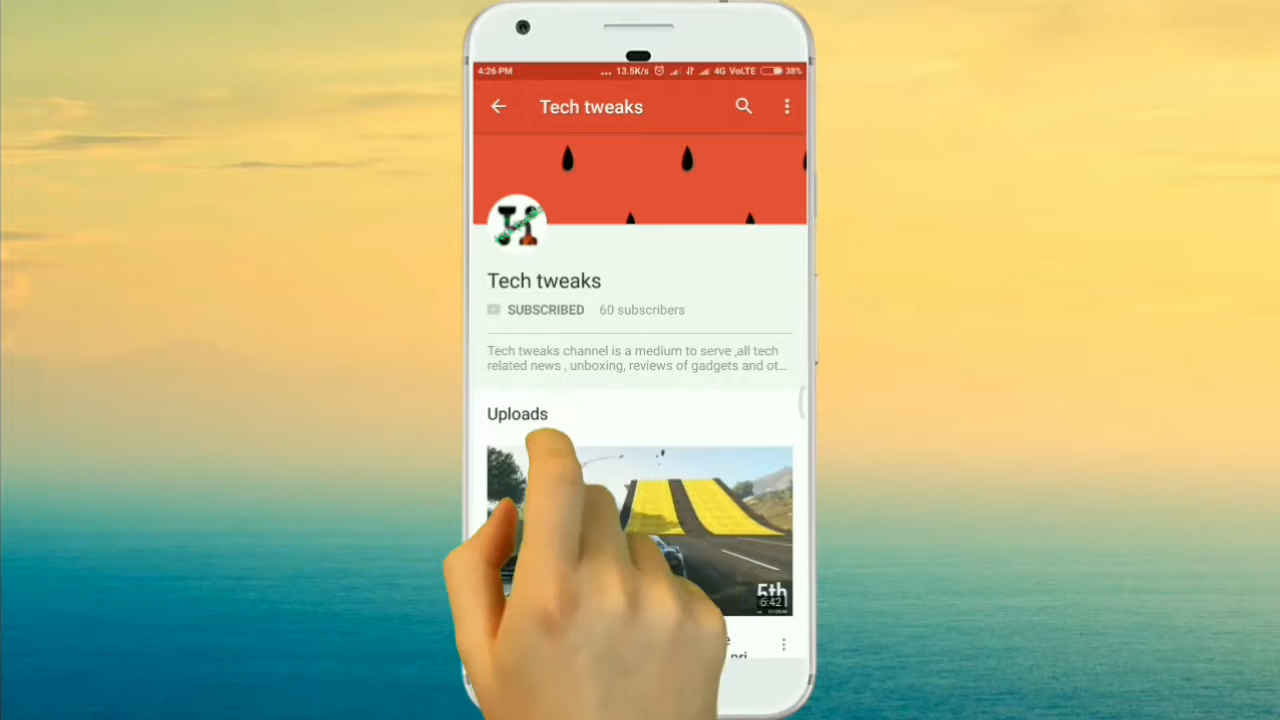 4:26 PM ... 13.5K/s 4G VoLTE 38%
Tech tweaks
Tech tweaks
SUBSCRIBED 60 subscribers
Tech tweaks channel is a medium to serve ,all tech
related news , unboxing, reviews of gadgets and ot...
Uploads
5th
6:42